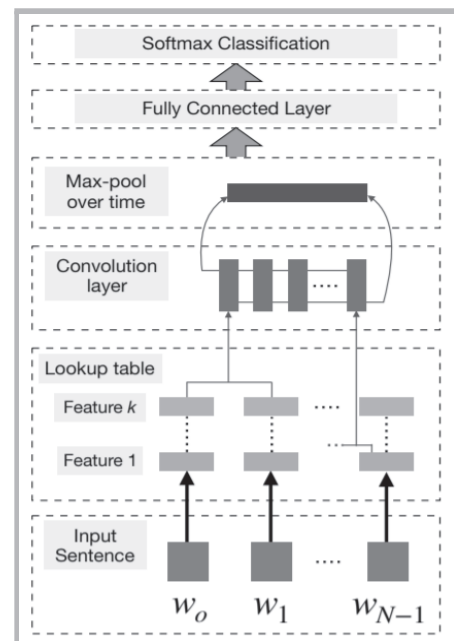 Softmax Classification
Fully Connected Layer
Max-pool
over time
Convolution
layer
....
Lookup table
Feature k
....
Feature 1
...
Input
Sentence
....
w_o w_1 w_{N-1}